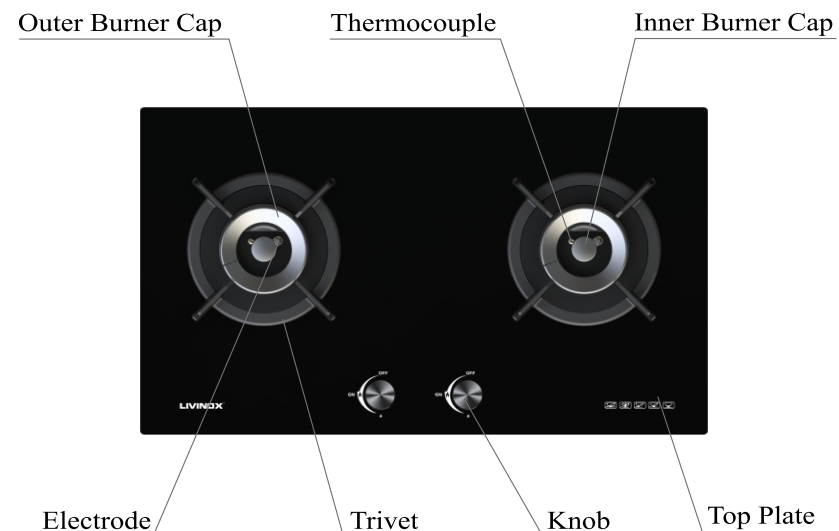 Outer Burner Cap
Thermocouple
Inner Burner Cap
OFF
ON
OFF
ON
LIVINOX
Electrode
Trivet
Knob
Top Plate